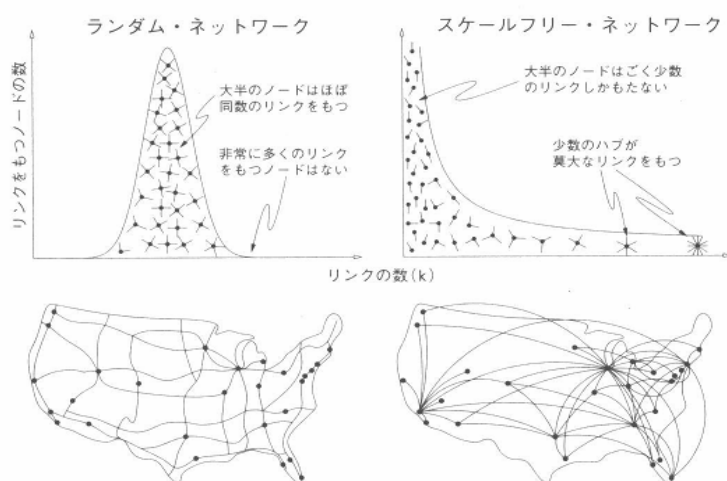 ランダム・ネットワーク
リンクをもつノードの数
大半のノードはほぼ
同数のリンクをもつ
非常に多くのリンク
をもつノードはない
スケールフリー・ネットワーク
大半のノードはごく少数
のリンクしかもたない
少数のハブが
莫大なリンクをもつ
リンクの数(k)